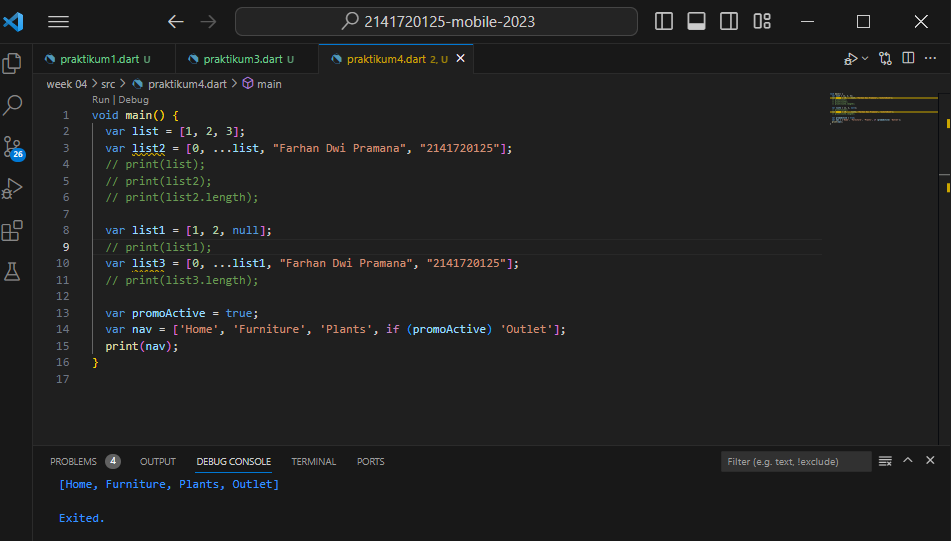 2141720125-mobile-2023
praktikum1.dart U praktikum3.dart U praktikum4.dart 2, U
week 04 > src > praktikum4.dart > main
Run | Debug
1 void main() {
2 var list = [1, 2, 3];
3 var list2 = [0, ...list, "Farhan Dwi Pramana", "2141720125"];
4 // print(list);
5 // print(list2);
6 // print(list2.length);
7
8 var list1 = [1, 2, null];
9 // print(list1);
10 var list3 = [0, ...list1, "Farhan Dwi Pramana", "2141720125"];
11 // print(list3.length);
12
13 var promoActive = true;
14 var nav = ['Home', 'Furniture', 'Plants', if (promoActive) 'Outlet'];
15 print(nav);
16 }
17
26
PROBLEMS 4 OUTPUT DEBUG CONSOLE TERMINAL PORTS Filter (e.g. text, !exclude)
[Home, Furniture, Plants, Outlet]
Exited.